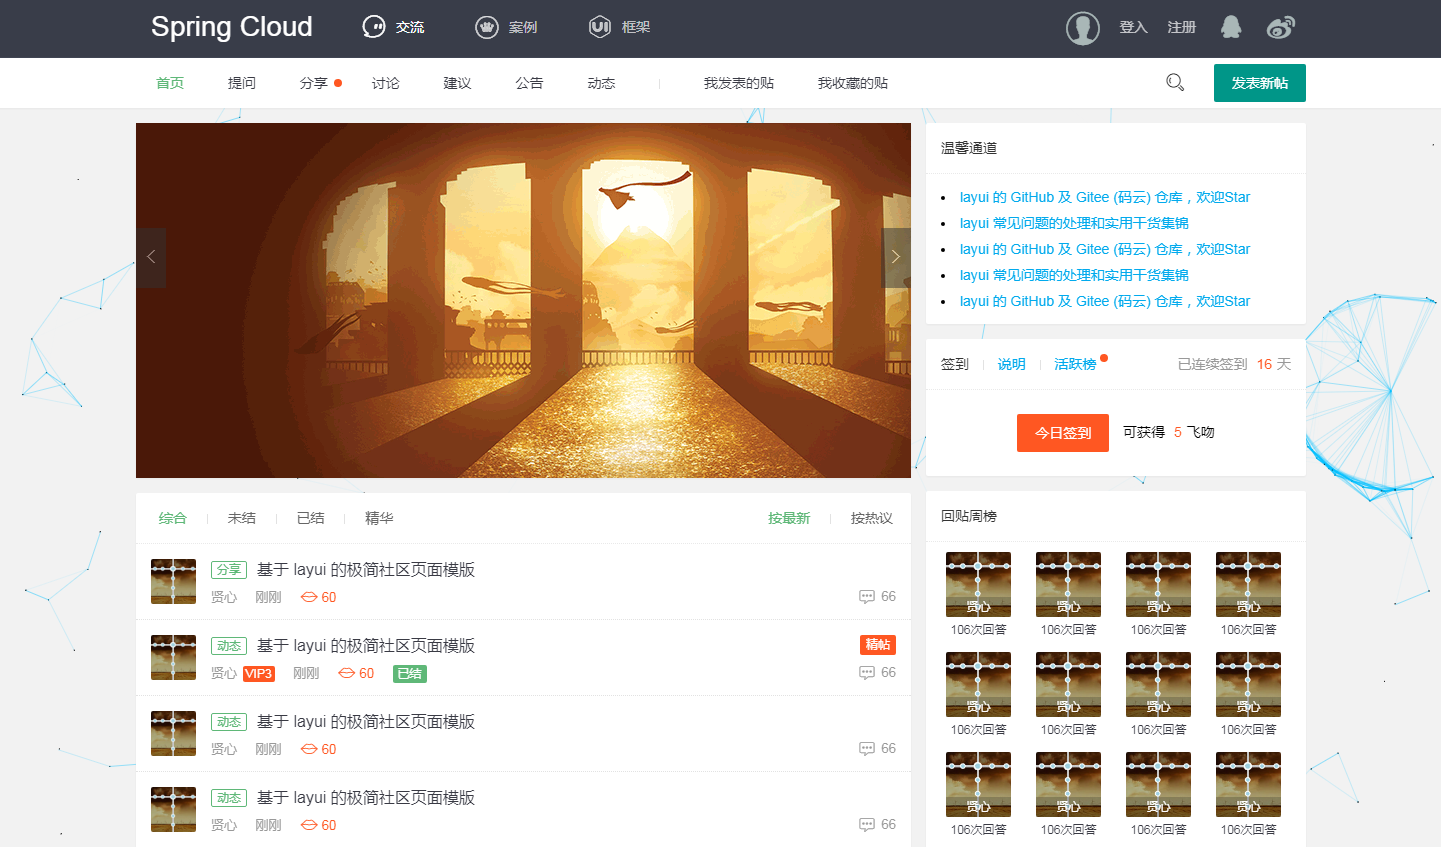 Spring Cloud 交流 案例 框架 登入 注册
首页 提问 分享 讨论 建议 公告 动态 我发表的贴 我收藏的贴 发表新帖
温馨通道
layui 的 GitHub 及 Gitee (码云) 仓库，欢迎Star
layui 常见问题的处理和实用干货集锦
layui 的 GitHub 及 Gitee (码云) 仓库，欢迎Star
layui 常见问题的处理和实用干货集锦
layui 的 GitHub 及 Gitee (码云) 仓库，欢迎Star
签到 说明 活跃榜 已连续签到 16 天
今日签到 可获得 5 飞吻
综合 未结 已结 精华 按最新 按热议
分享 基于 layui 的极简社区页面模版
贤心 刚刚 60 66
动态 基于 layui 的极简社区页面模版 精帖
贤心 VIP3 刚刚 60 已结 66
动态 基于 layui 的极简社区页面模版
贤心 刚刚 60 66
动态 基于 layui 的极简社区页面模版
贤心 刚刚 60 66
回贴周榜
贤心 贤心 贤心 贤心
106次回答 106次回答 106次回答 106次回答
贤心 贤心 贤心 贤心
106次回答 106次回答 106次回答 106次回答
贤心 贤心 贤心 贤心
106次回答 106次回答 106次回答 106次回答